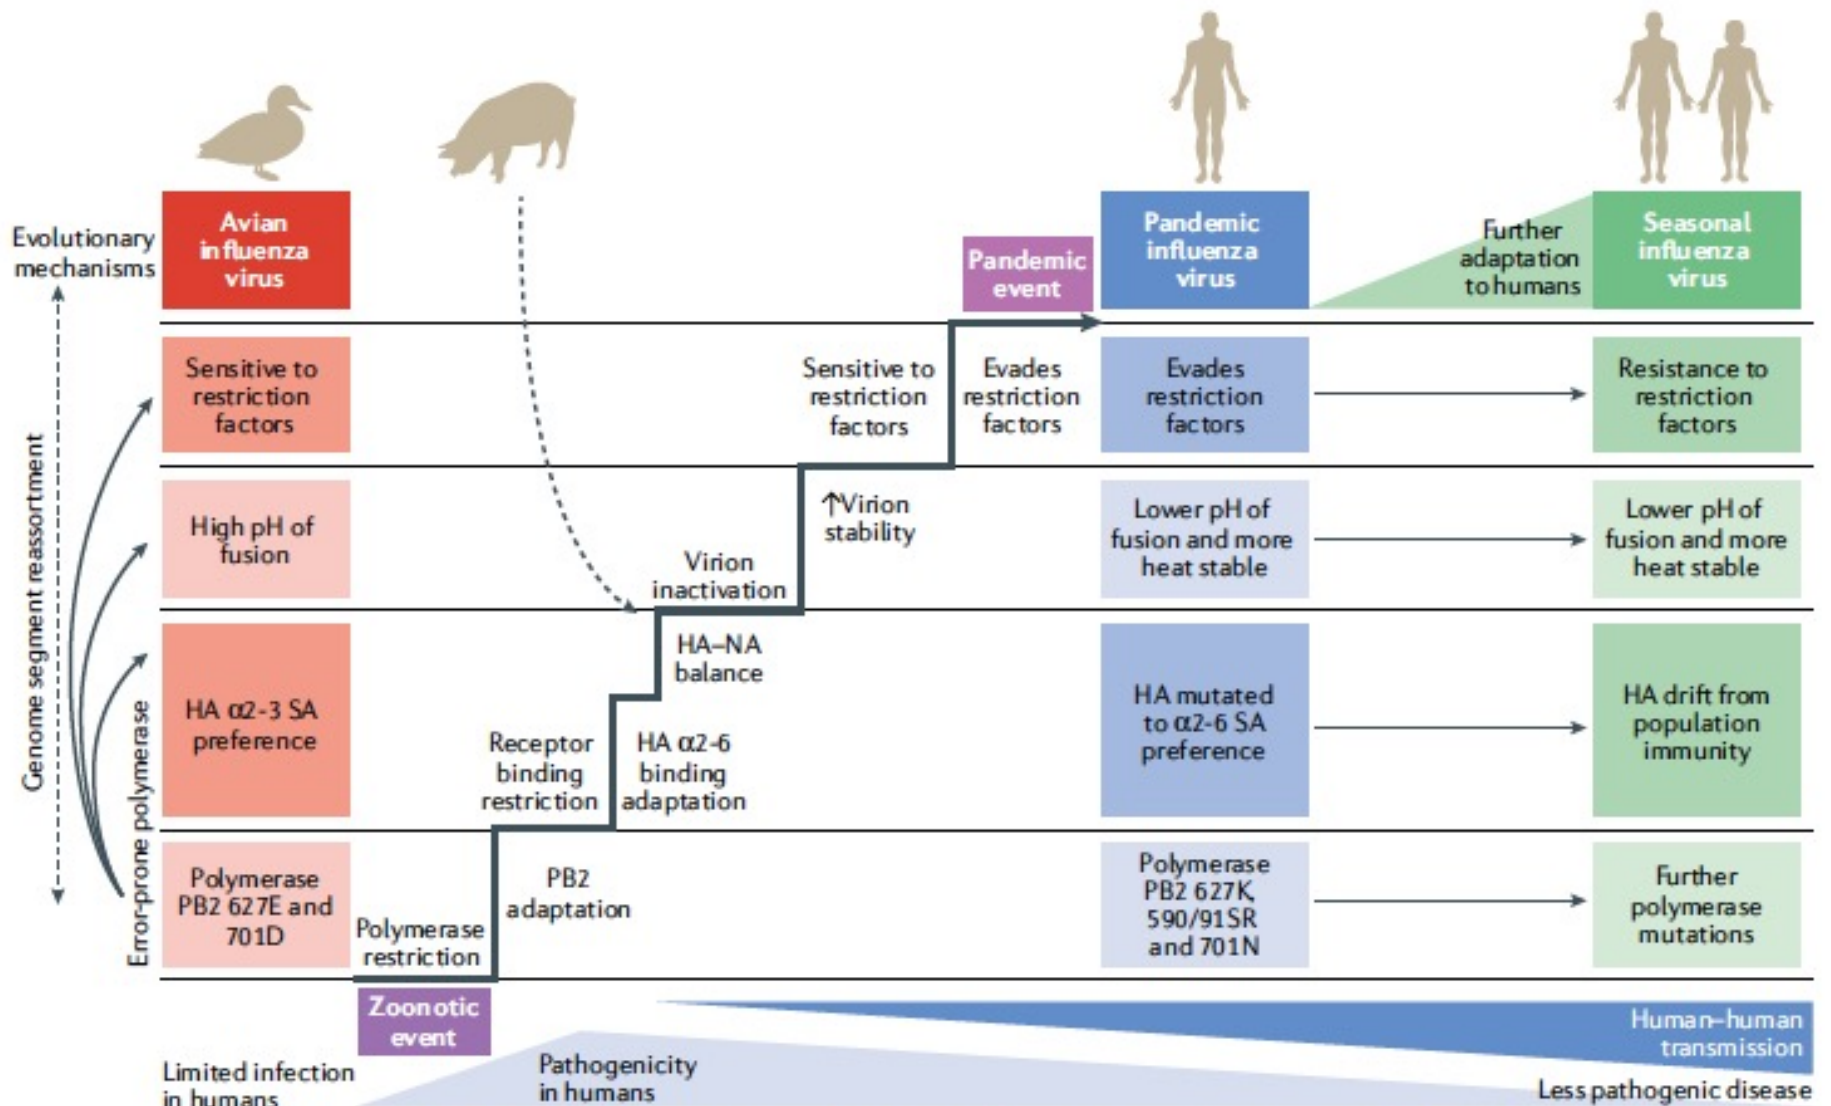 Evolutionary
mechanisms
Genome segment reassortment
Error-prone polymerase
Avian
influenza
virus
Sensitive to
restriction
factors
High pH of
fusion
HA α2-3 SA
preference
Polymerase
PB2 627E and
701D
Polymerase
restriction
Zoonotic
event
PB2
adaptation
Receptor
binding
restriction
HA α2-6
binding
adaptation
HA–NA
balance
Virion
inactivation
↑Virion
stability
Sensitive to
restriction
factors
Evades
restriction
factors
Pandemic
event
Pandemic
influenza
virus
Evades
restriction
factors
Lower pH of
fusion and more
heat stable
HA mutated
to α2-6 SA
preference
Polymerase
PB2 627K,
590/91SR
and 701N
Further
adaptation
to humans
Seasonal
influenza
virus
Resistance to
restriction
factors
Lower pH of
fusion and more
heat stable
HA drift from
population
immunity
Further
polymerase
mutations
Human–human
transmission
Limited infection
in humans
Pathogenicity
in humans
Less pathogenic disease